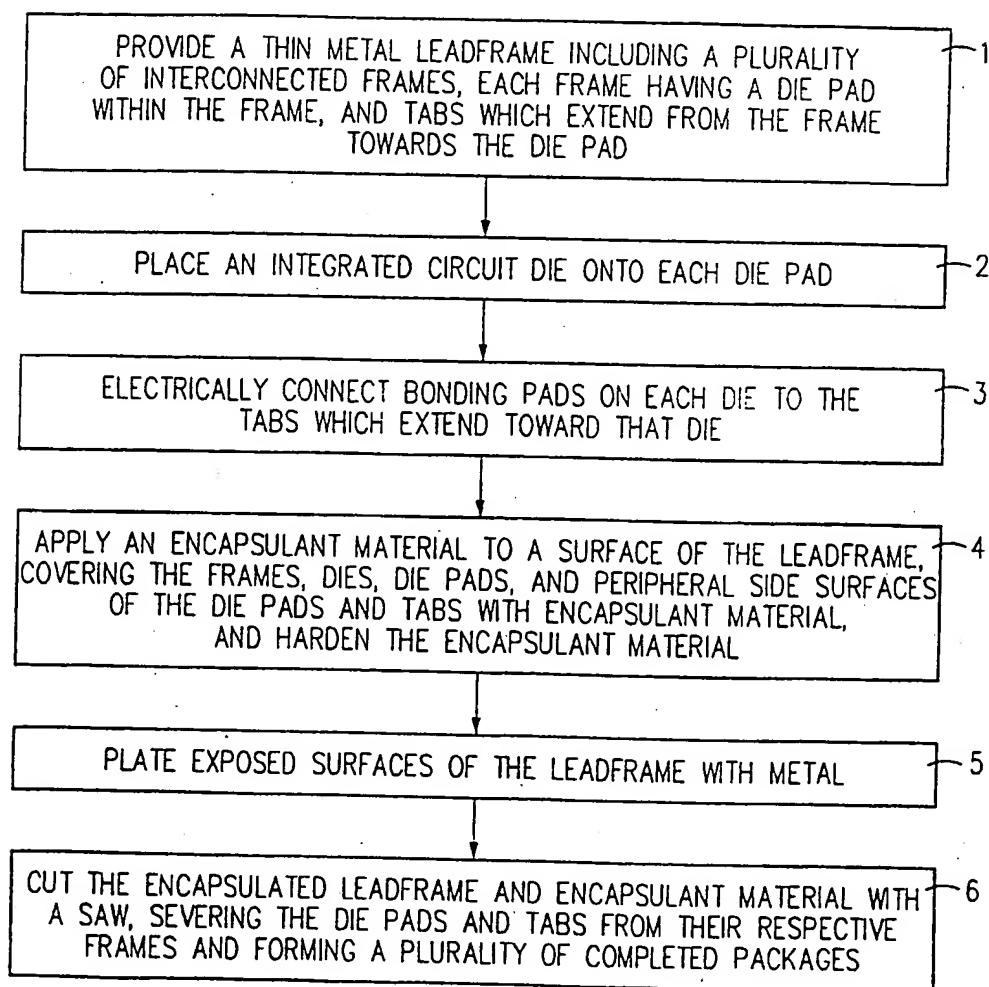 PROVIDE A THIN METAL LEADFRAME INCLUDING A PLURALITY
OF INTERCONNECTED FRAMES, EACH FRAME HAVING A DIE PAD
WITHIN THE FRAME, AND TABS WHICH EXTEND FROM THE FRAME
TOWARDS THE DIE PAD
1
PLACE AN INTEGRATED CIRCUIT DIE ONTO EACH DIE PAD
2
ELECTRICALLY CONNECT BONDING PADS ON EACH DIE TO THE
TABS WHICH EXTEND TOWARD THAT DIE
3
APPLY AN ENCAPSULANT MATERIAL TO A SURFACE OF THE LEADFRAME,
COVERING THE FRAMES, DIES, DIE PADS, AND PERIPHERAL SIDE SURFACES
OF THE DIE PADS AND TABS WITH ENCAPSULANT MATERIAL,
AND HARDEN THE ENCAPSULANT MATERIAL
4
PLATE EXPOSED SURFACES OF THE LEADFRAME WITH METAL
5
CUT THE ENCAPSULATED LEADFRAME AND ENCAPSULANT MATERIAL WITH
A SAW, SEVERING THE DIE PADS AND TABS FROM THEIR RESPECTIVE
FRAMES AND FORMING A PLURALITY OF COMPLETED PACKAGES
6